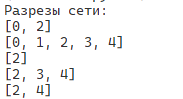 Разрезы сети:
[0, 2]
[0, 1, 2, 3, 4]
[2]
[2, 3, 4]
[2, 4]